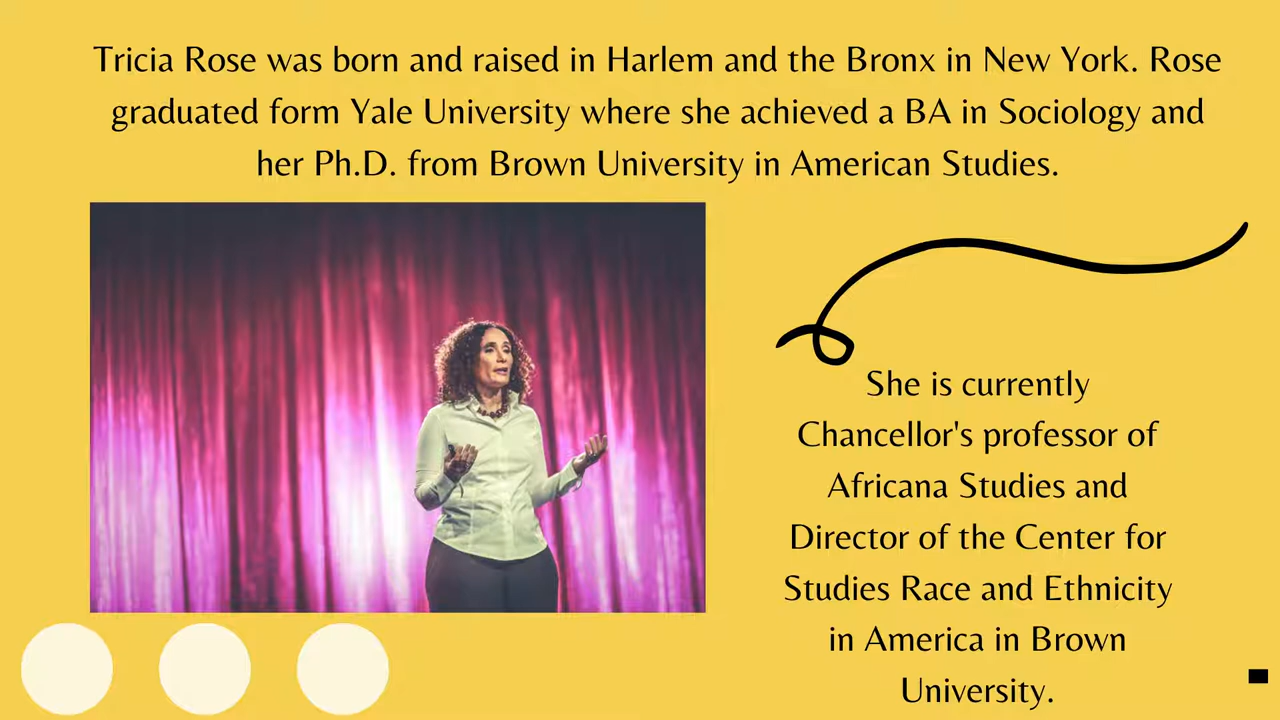 Tricia Rose was born and raised in Harlem and the Bronx in New York. Rose
graduated form Yale University where she achieved a BA in Sociology and
her Ph.D. from Brown University in American Studies.
She is currently
Chancellor's professor of
Africana Studies and
Director of the Center for
Studies Race and Ethnicity
in America in Brown
University.